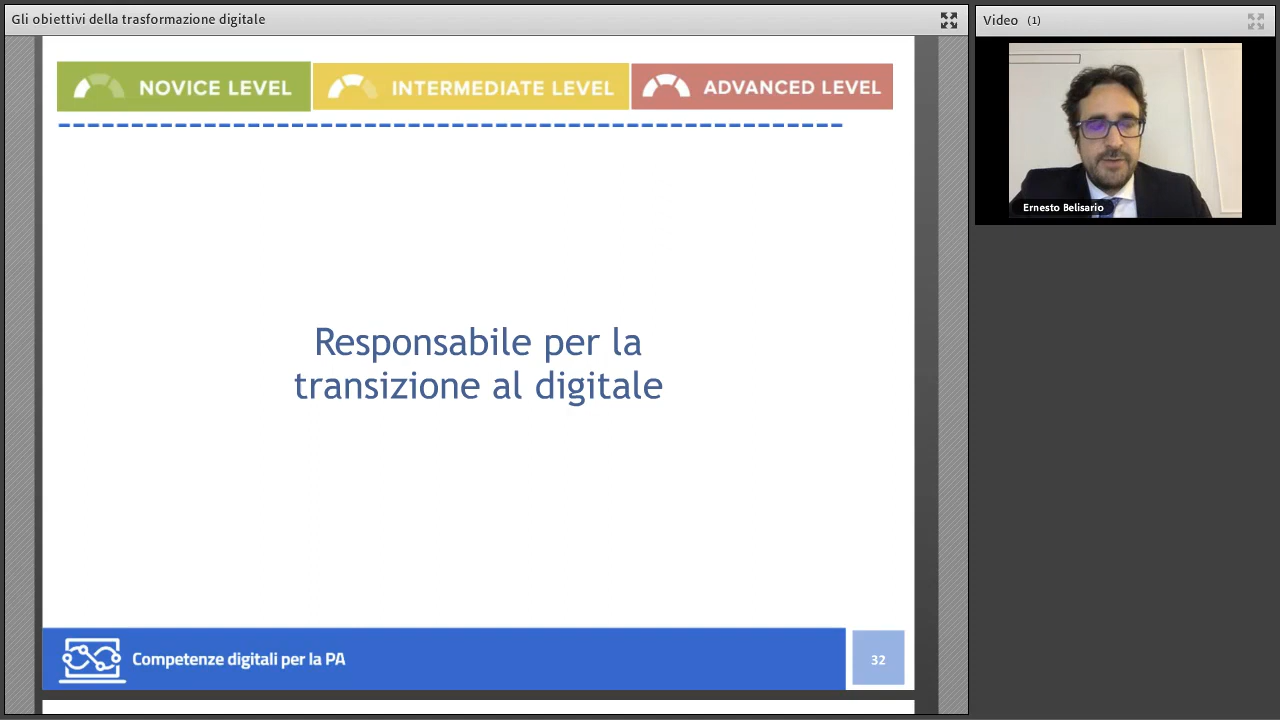 Gli obiettivi della trasformazione digitale
Video (1)
NOVICE LEVEL
INTERMEDIATE LEVEL
ADVANCED LEVEL
Ernesto Belisario
Responsabile per la
transizione al digitale
Competenze digitali per la PA
32